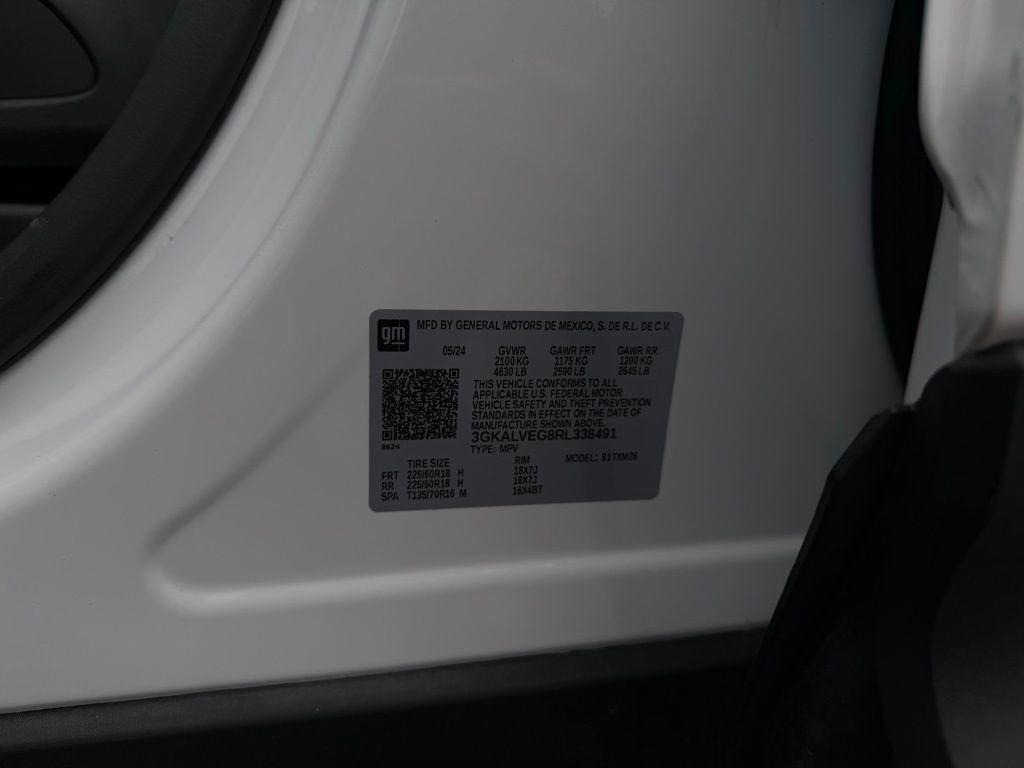 gm
MFD BY GENERAL MOTORS DE MEXICO, S. DE R.L. DE C.V.
05/24 GVWR GAWR FRT GAWR RR
2100 KG 1175 KG 1200 KG
4630 LB 2590 LB 2645 LB
THIS VEHICLE CONFORMS TO ALL
APPLICABLE U.S. FEDERAL MOTOR
VEHICLE SAFETY AND THEFT PREVENTION
STANDARDS IN EFFECT ON THE DATE OF
MANUFACTURE SHOWN ABOVE.
3GKALVEG8RL338491
8624
TYPE: MPV MODEL: 81TXM26
TIRE SIZE RIM
FRT 225/60R18 H 18X7J
RR 225/60R18 H 18X7J
SPA T135/70R16 M 16X4BT